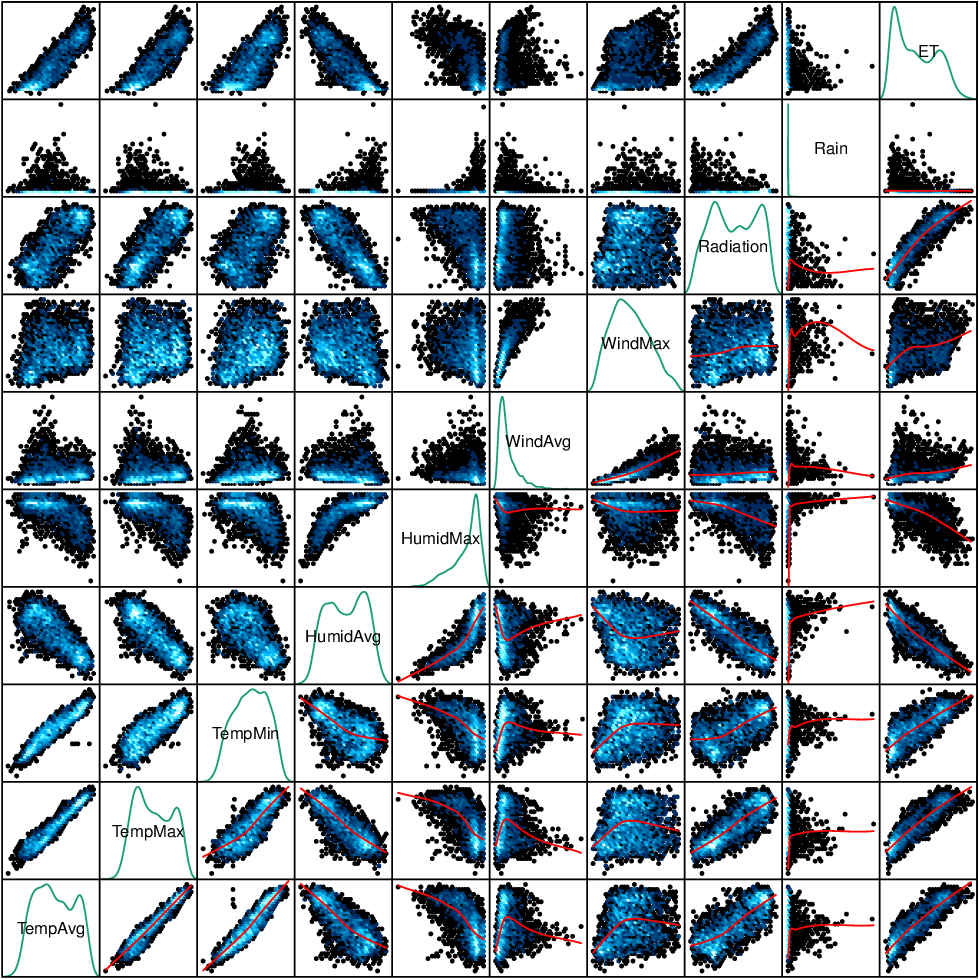 ET
Rain
Radiation
WindMax
WindAvg
HumidMax
HumidAvg
TempMin
TempMax
TempAvg